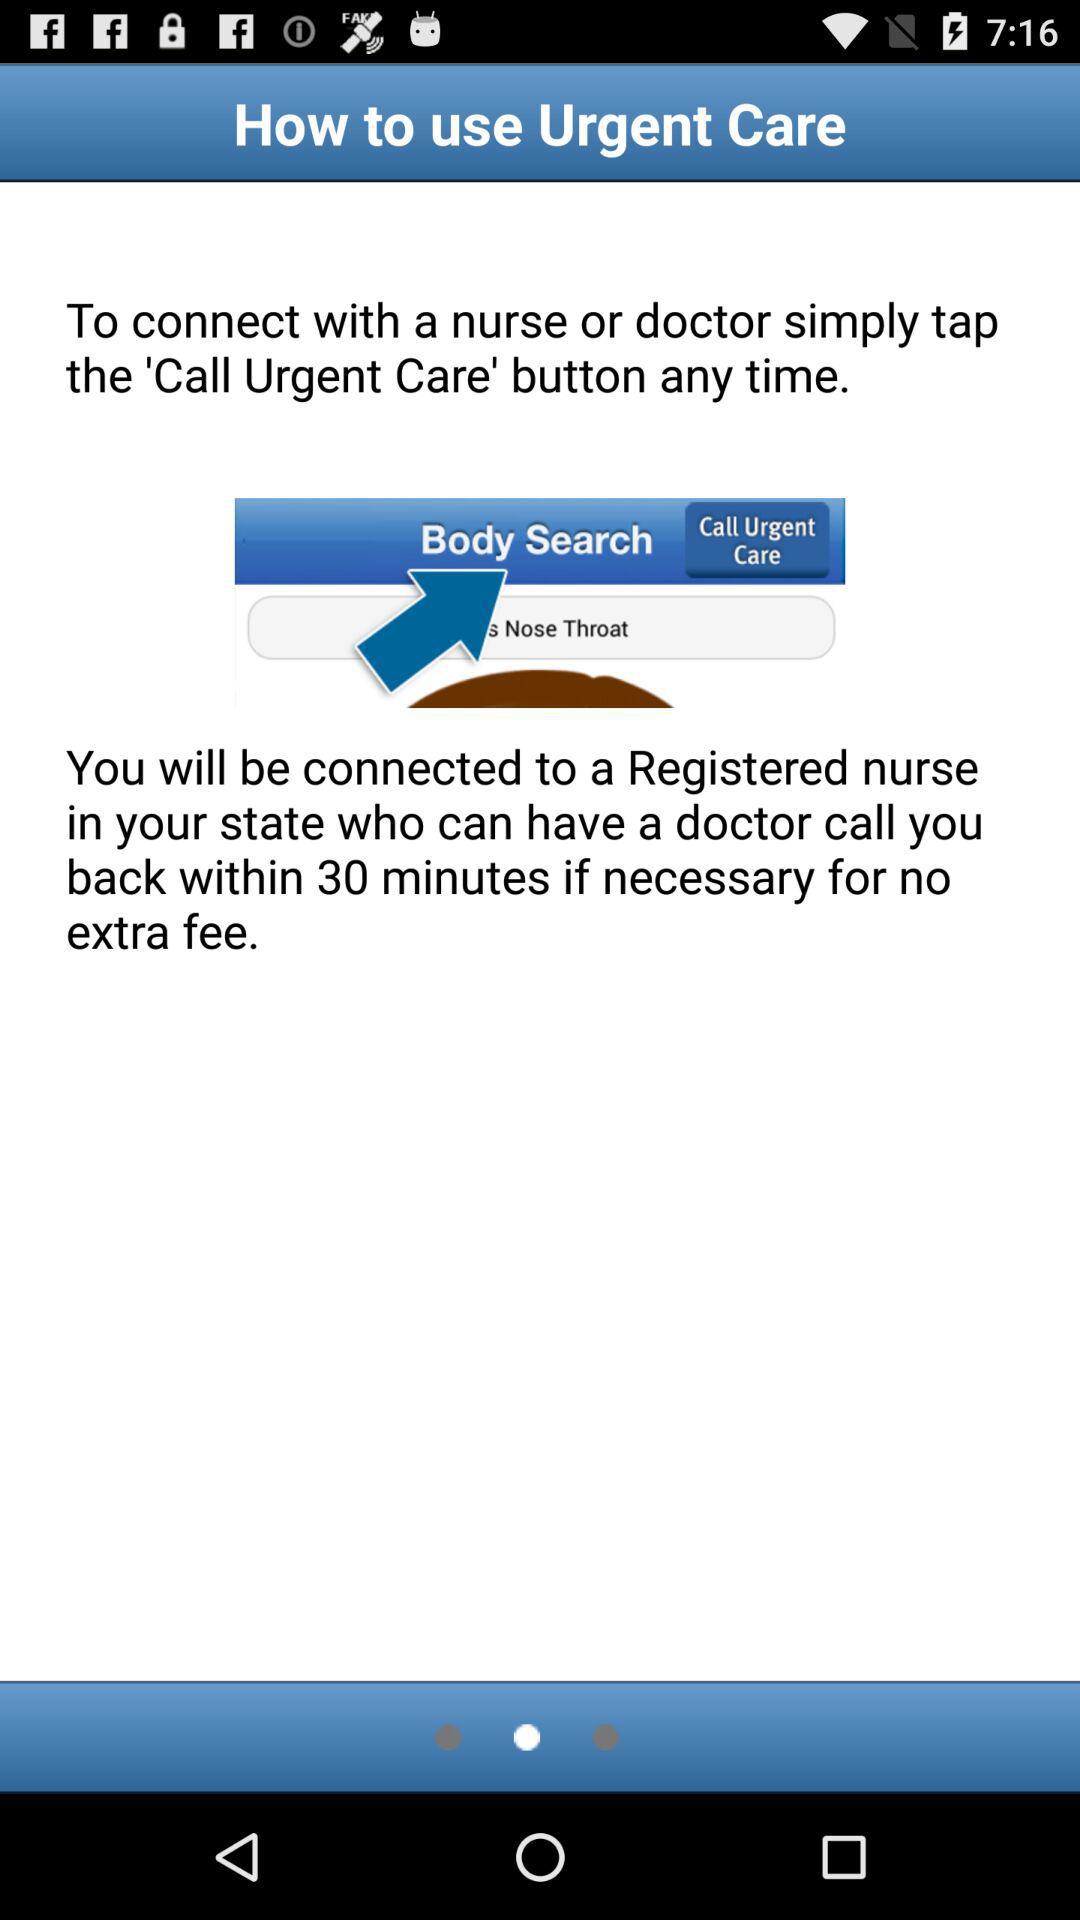 FAKE
7:16
How to use Urgent Care
To connect with a nurse or doctor simply tap
the 'Call Urgent Care' button any time.
Body Search
Call Urgent
Care
s Nose Throat
You will be connected to a Registered nurse
in your state who can have a doctor call you
back within 30 minutes if necessary for no
extra fee.